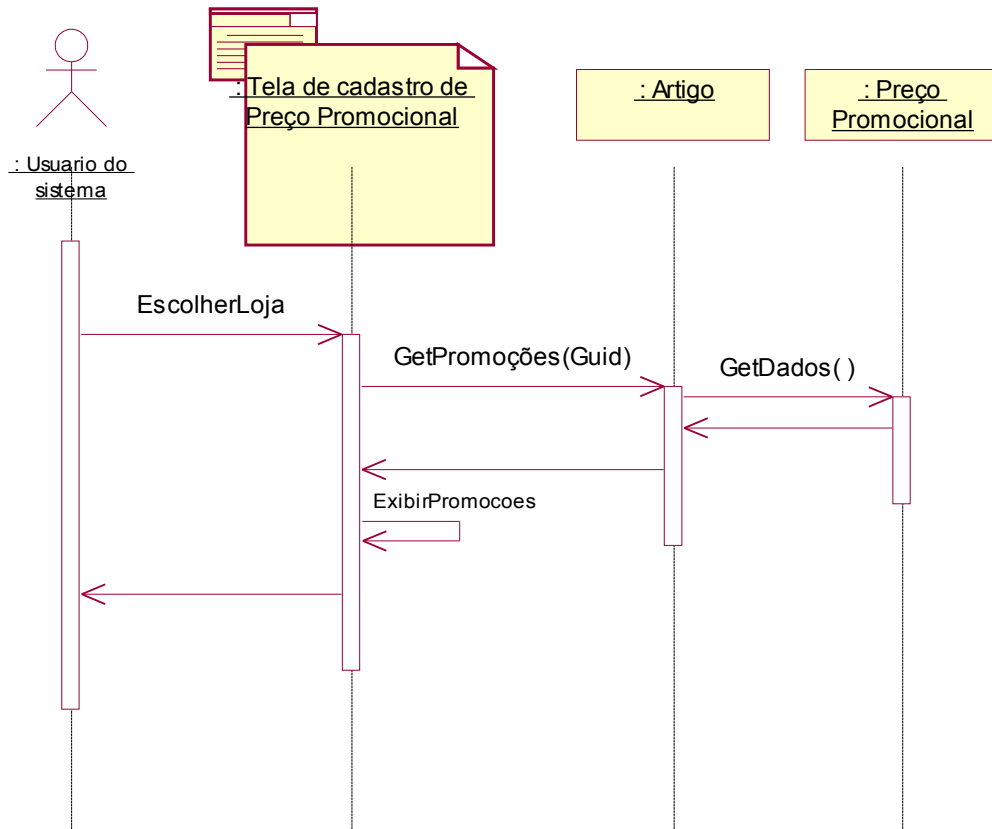 : Tela de cadastro de
Preço Promocional
: Artigo
: Preço
Promocional
: Usuario do
sistema
EscolherLoja
GetPromoções(Guid)
GetDados( )
ExibirPromocoes